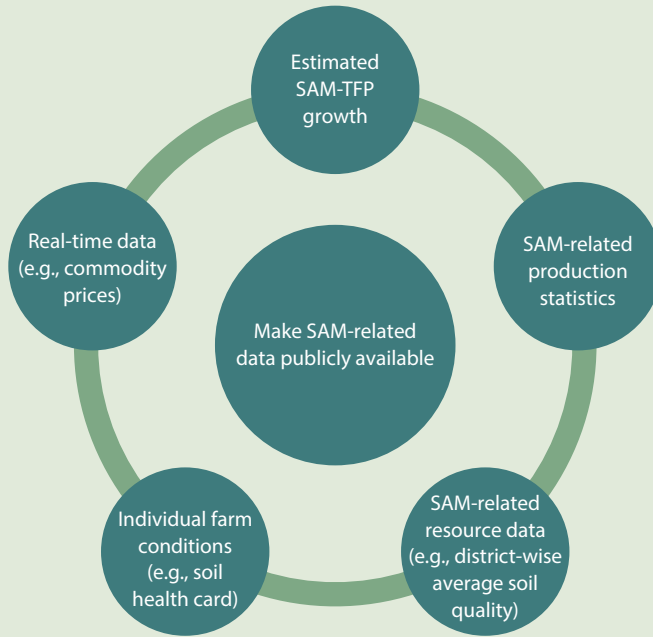 Estimated
SAM-TFP
growth
SAM-related
production
statistics
SAM-related
resource data
(e.g., district-wise
average soil
quality)
Individual farm
conditions
(e.g., soil
health card)
Real-time data
(e.g., commodity
prices)
Make SAM-related
data publicly available